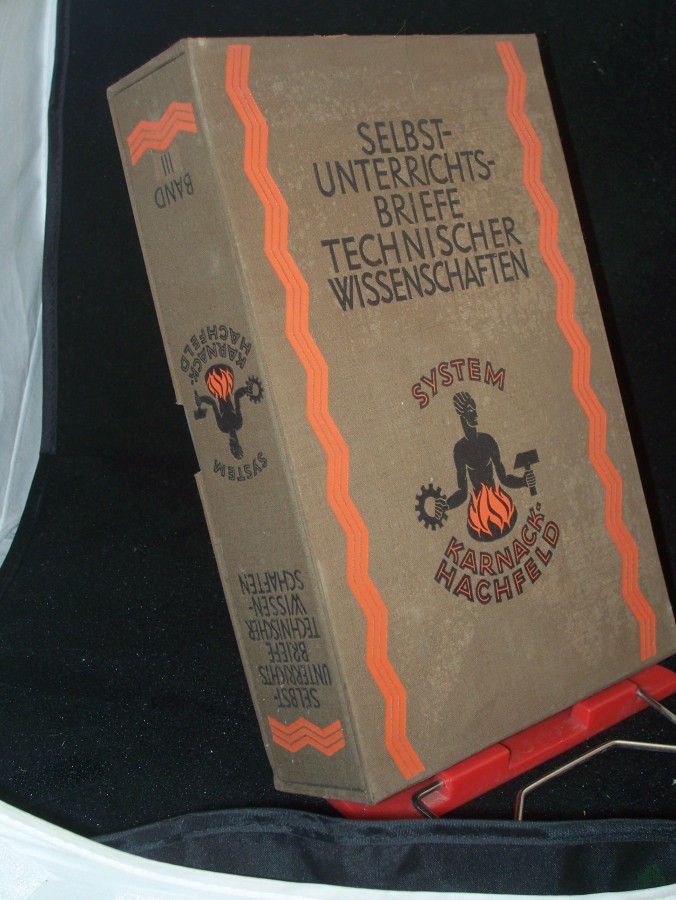 SELBST-
UNTERRICHTS-
BRIEFE
TECHNISCHER
WISSENSCHAFTEN
SYSTEM
KARNACK-
HACHFELD
SELBST-
UNTERRICHTS
BRIEFE
TECHNISCHER
WISSEN-
SCHAFTEN
SYSTEM
KARNACK-
HACHFELD
BAND III